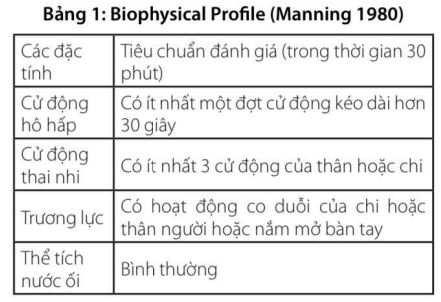 Bảng 1: Biophysical Profile (Manning 1980)
Các đặc tính
Tiêu chuẩn đánh giá (trong thời gian 30 phút)
Cử động hô hấp
Có ít nhất một đợt cử động kéo dài hơn 30 giây
Cử động thai nhi
Có ít nhất 3 cử động của thân hoặc chi
Trương lực
Có hoạt động co duỗi của chi hoặc thân người hoặc nắm mở bàn tay
Thể tích nước ối
Bình thường